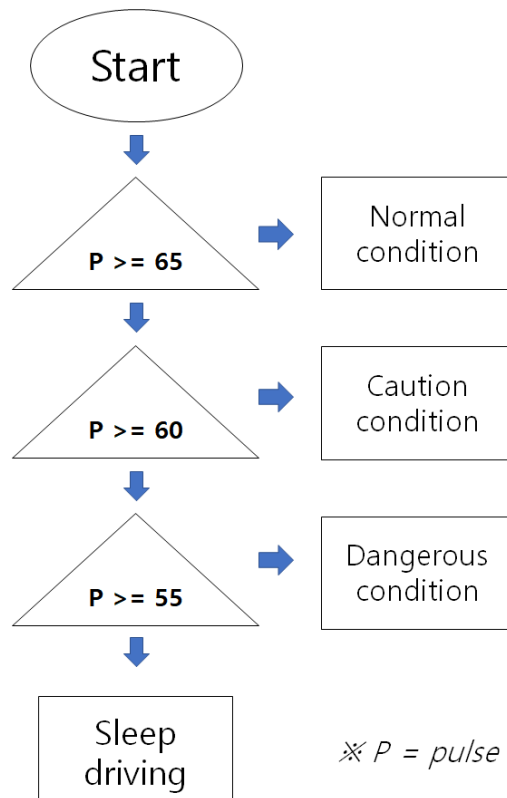 Start
P >= 65
Normal
condition
P >= 60
Caution
condition
P >= 55
Dangerous
condition
Sleep
driving
※ P = pulse